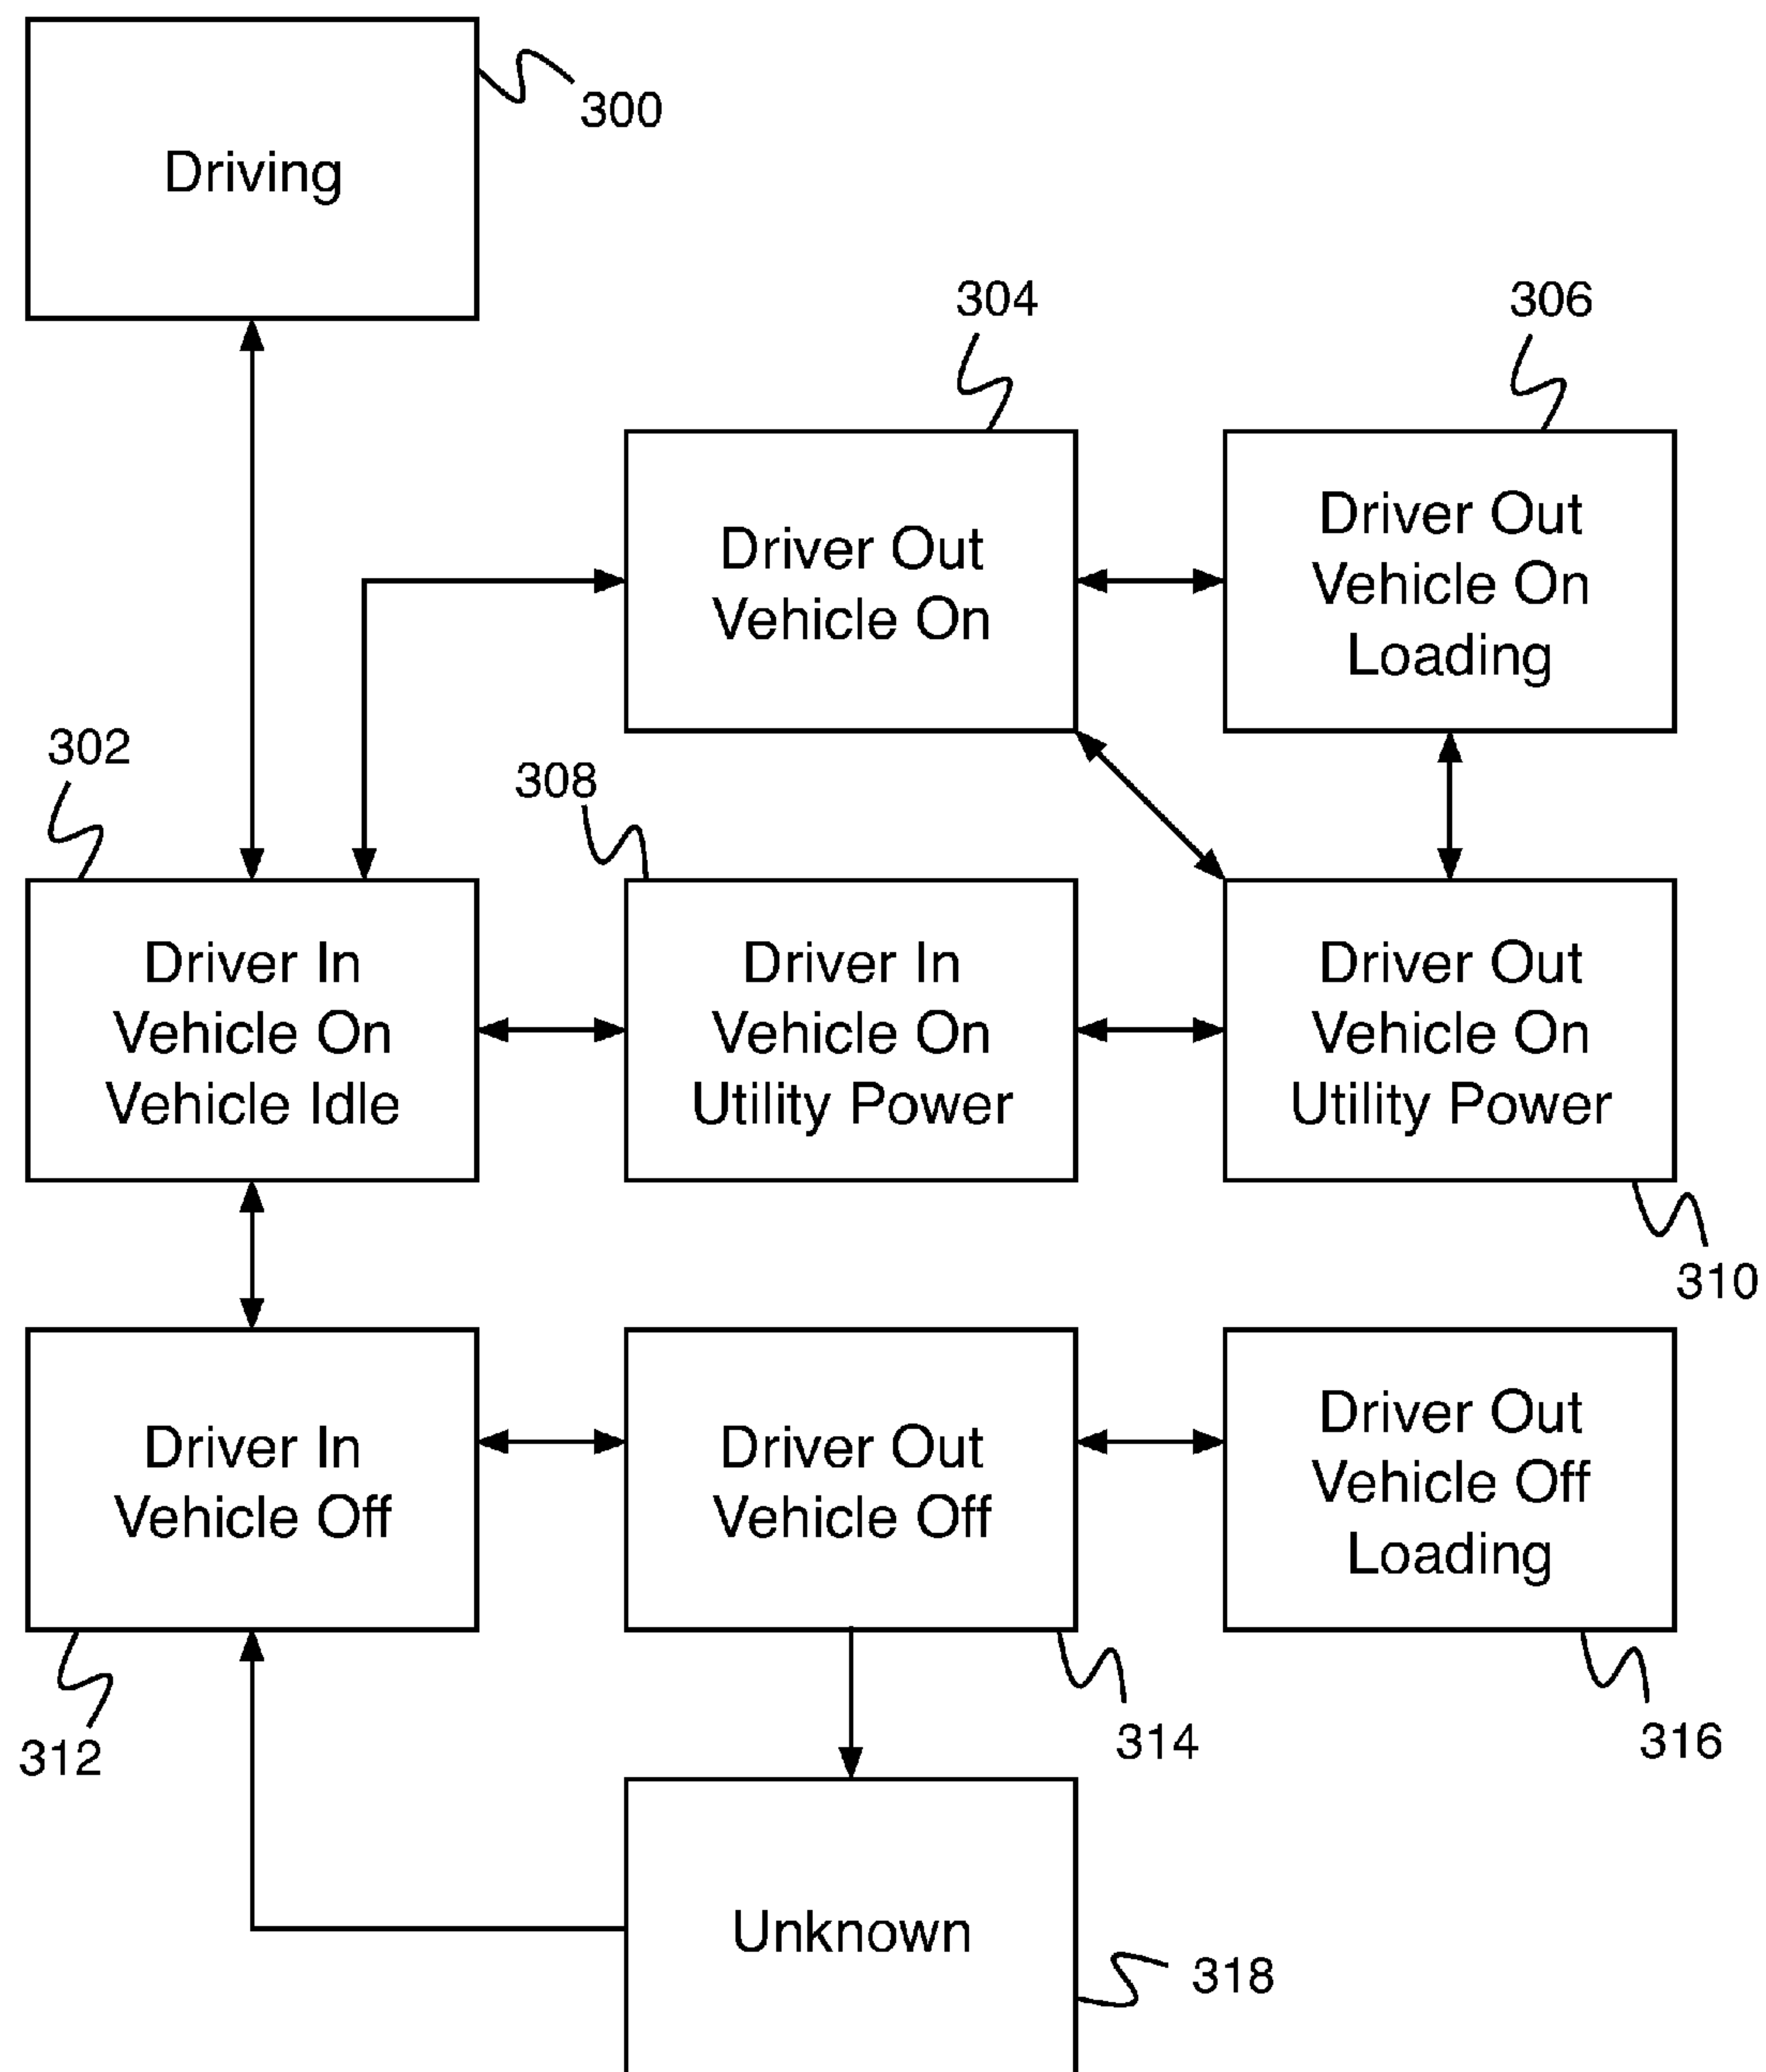 300
Driving
304
306
Driver Out
Vehicle On
Driver Out
Vehicle On
Loading
302
308
Driver In
Vehicle On
Vehicle Idle
Driver In
Vehicle On
Utility Power
Driver Out
Vehicle On
Utility Power
310
Driver In
Vehicle Off
Driver Out
Vehicle Off
Driver Out
Vehicle Off
Loading
312
314
316
Unknown
318